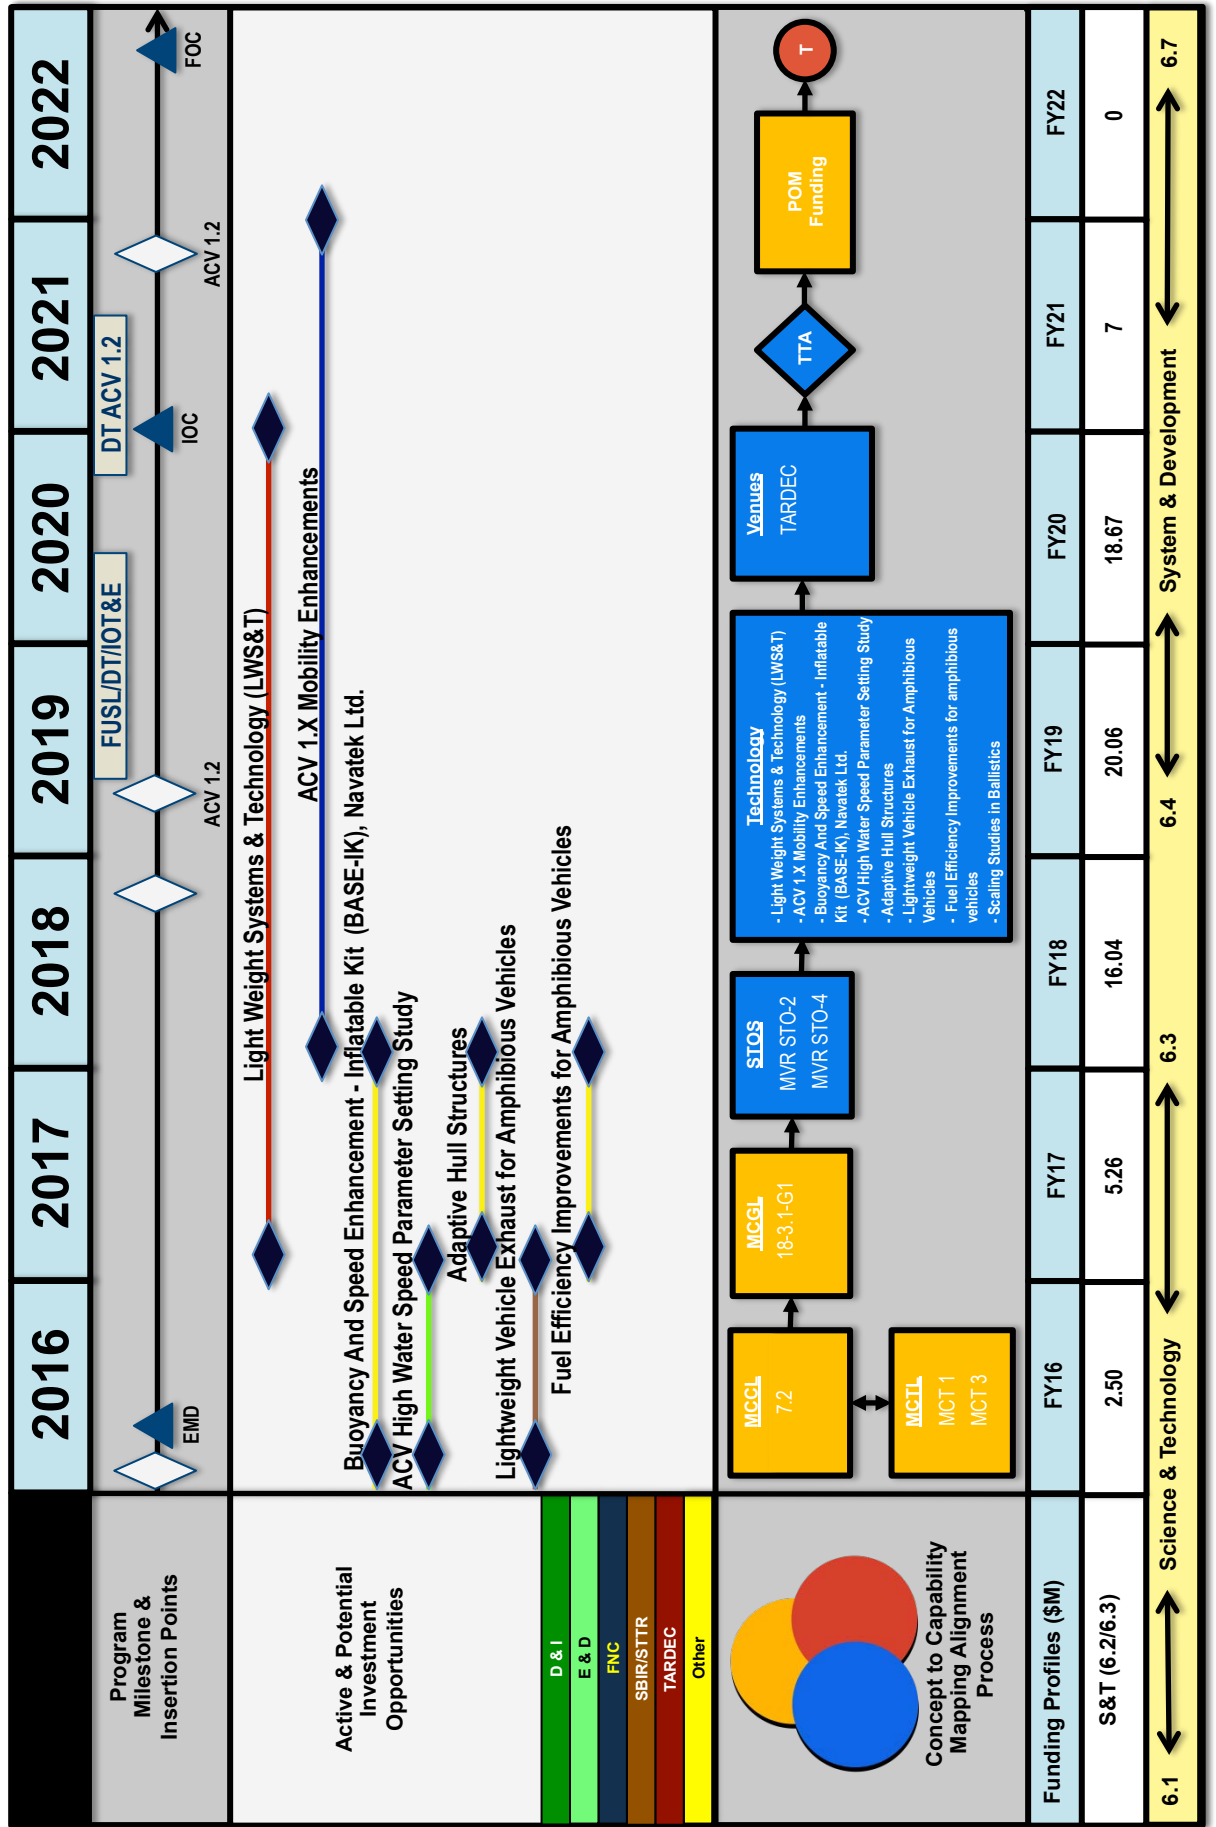 2016
2017
2018
2019
2020
2021
2022
Program
Milestone &
Insertion Points
FUSL/DT/IOT&E
DT ACV 1.2
EMD
ACV 1.2
IOC
ACV 1.2
FOC
Active & Potential
Investment
Opportunities
D & I
E & D
FNC
SBIR/STTR
TARDEC
Other
Light Weight Systems & Technology (LWS&T)
ACV 1.X Mobility Enhancements
Buoyancy And Speed Enhancement - Inflatable Kit (BASE-IK), Navatek Ltd.
ACV High Water Speed Parameter Setting Study
Adaptive Hull Structures
Lightweight Vehicle Exhaust for Amphibious Vehicles
Fuel Efficiency Improvements for Amphibious Vehicles
Concept to Capability
Mapping Alignment
Process
MCCL
7.2
MCTL
MCT 1
MCT 3
MCGL
18-3.1-G1
STOS
MVR STO-2
MVR STO-4
Technology
- Light Weight Systems & Technology (LWS&T)
- ACV 1.X Mobility Enhancements
- Buoyancy And Speed Enhancement - Inflatable
Kit (BASE-IK), Navatek Ltd.
- ACV High Water Speed Parameter Setting Study
- Adaptive Hull Structures
- Lightweight Vehicle Exhaust for Amphibious
Vehicles
- Fuel Efficiency Improvements for amphibious
vehicles
- Scaling Studies in Ballistics
Venues
TARDEC
TTA
POM
Funding
T
Funding Profiles ($M)
FY16
FY17
FY18
FY19
FY20
FY21
FY22
S&T (6.2/6.3)
2.50
5.26
16.04
20.06
18.67
7
0
6.1
Science & Technology
6.3
6.4
System & Development
6.7